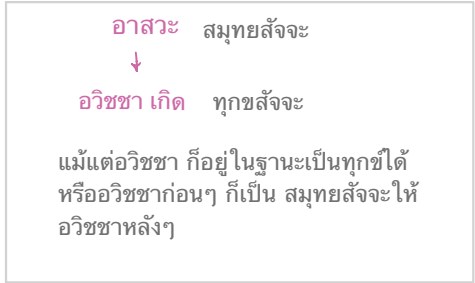 อาสวะ สมุทยสัจจะ
อวิชชา เกิด ทุกขสัจจะ
แม้แต่อวิชชา ก็อยู่ในฐานะเป็นทุกข์ได้
หรืออวิชชาก่อนๆ ก็เป็น สมุทยสัจจะให้
อวิชชาหลังๆ